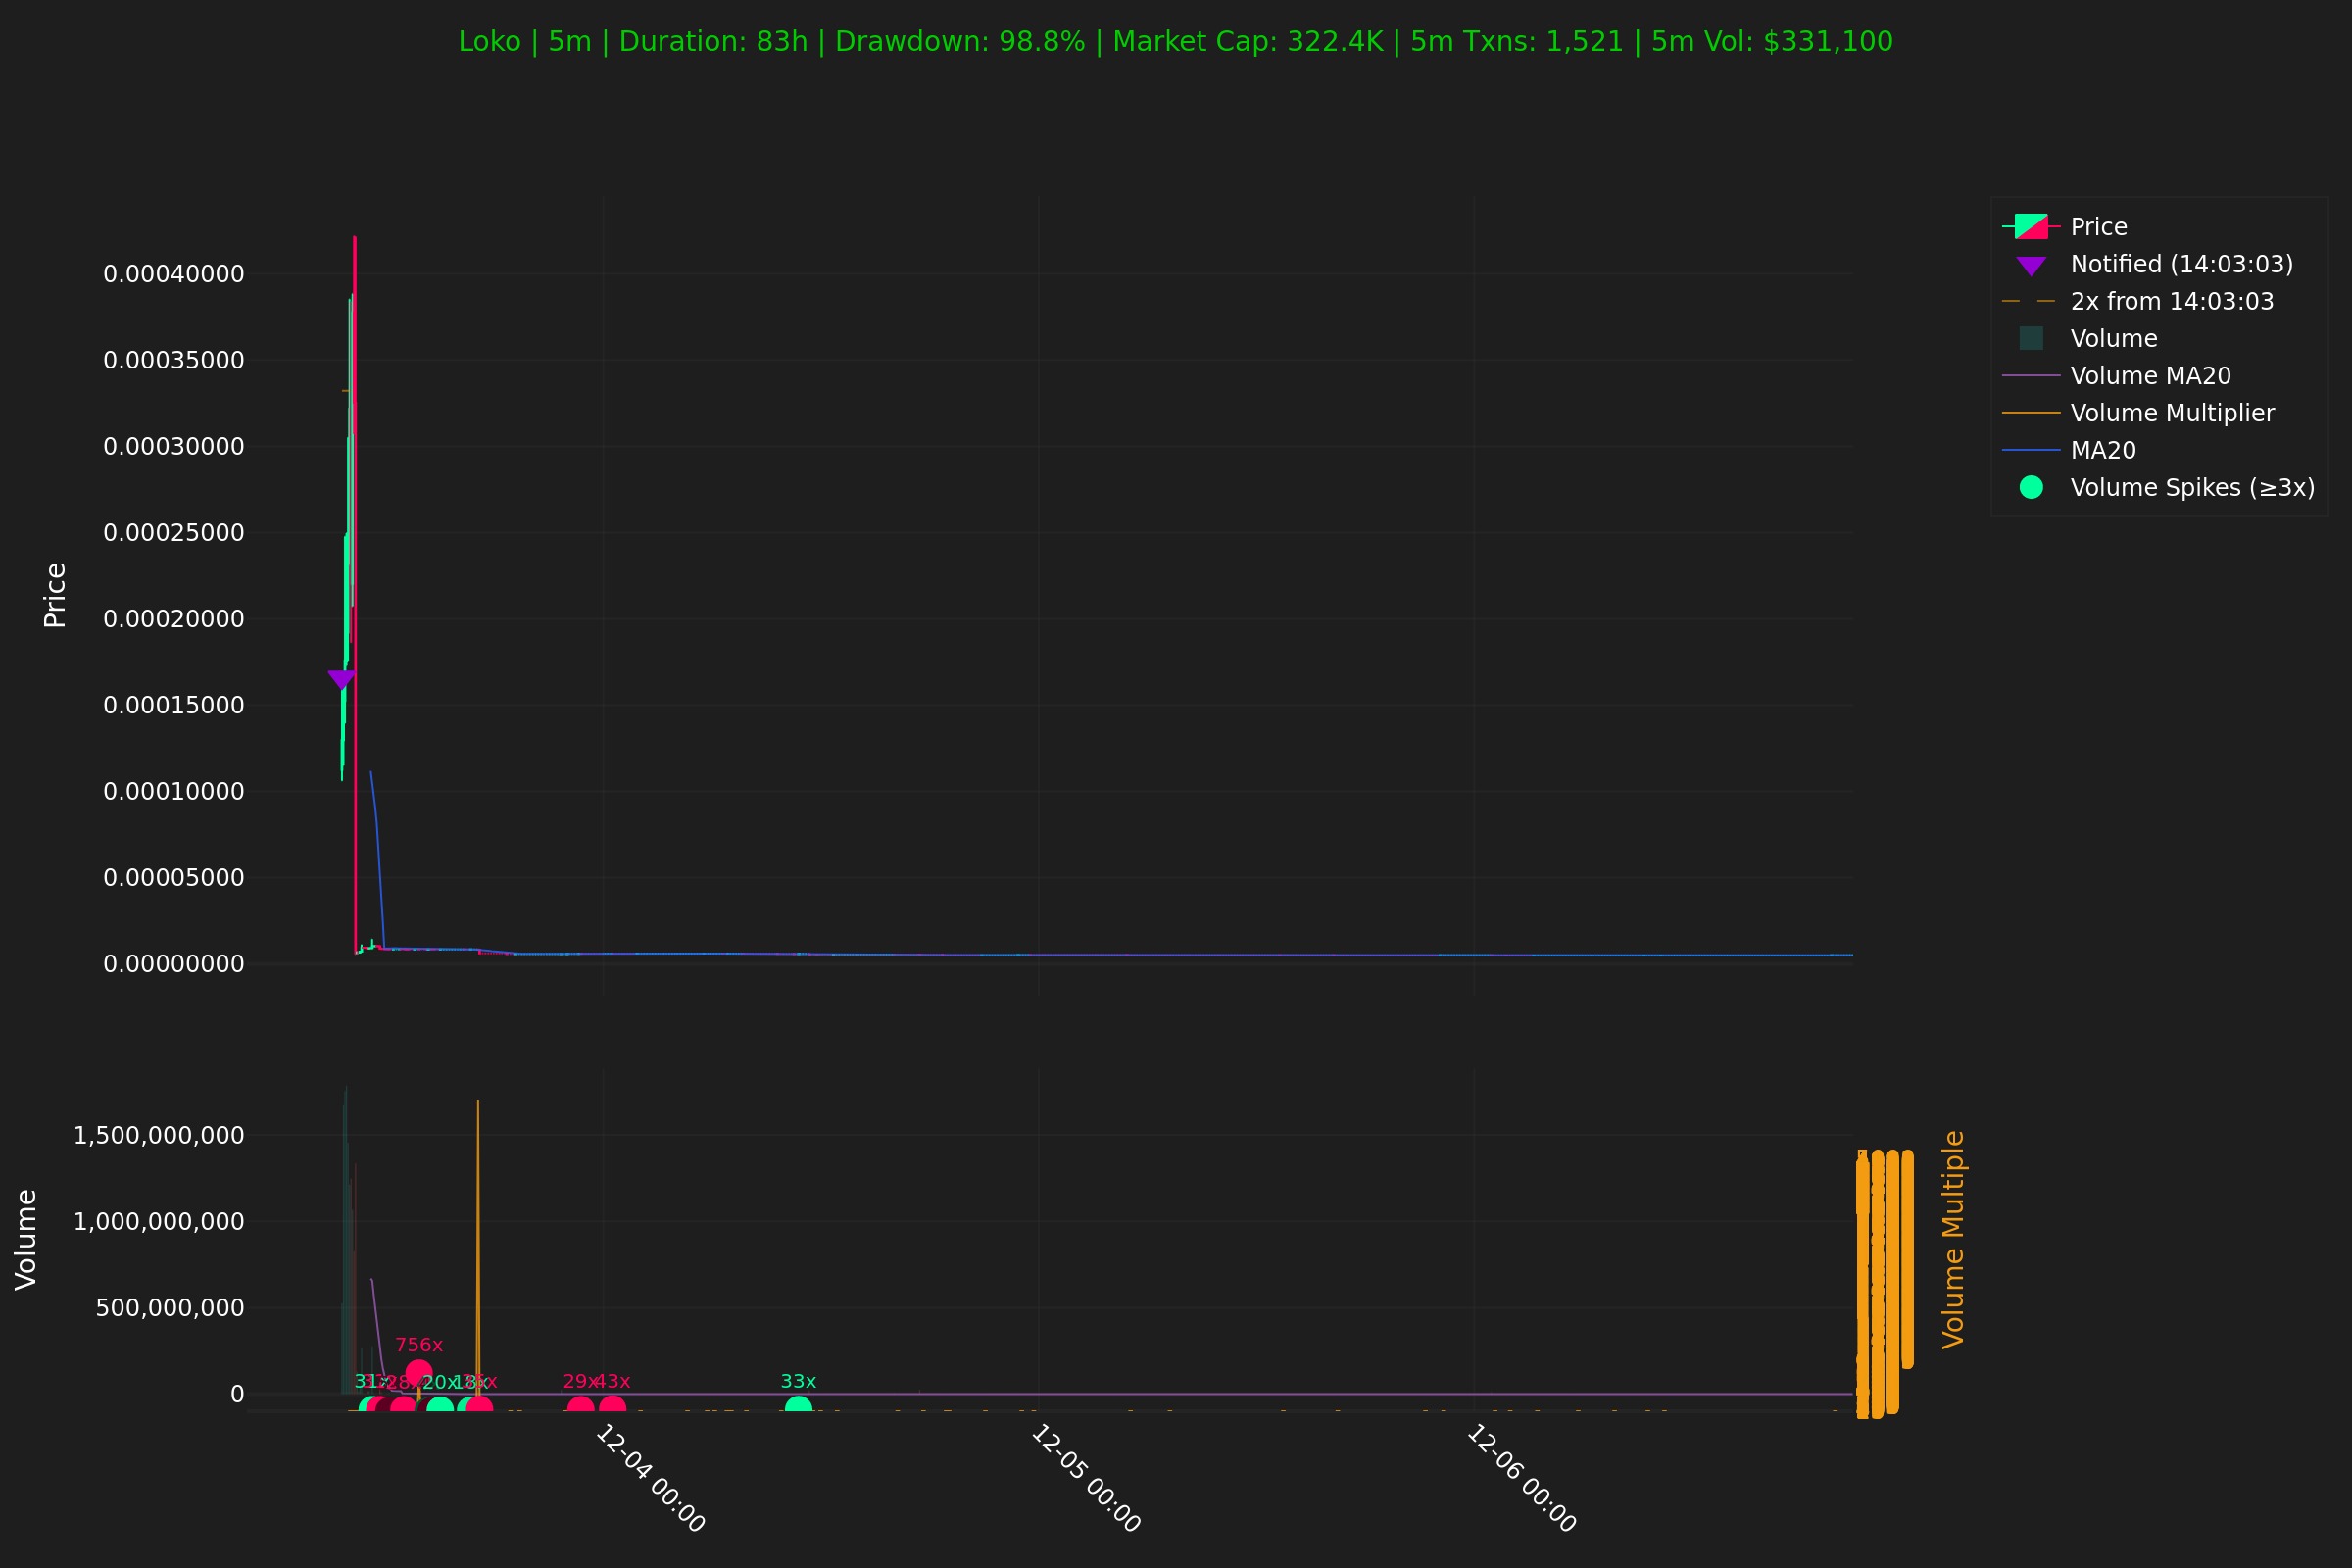 Loko | 5m | Duration: 83h | Drawdown: 98.8% | Market Cap: 322.4K | 5m Txns: 1,521 | 5m Vol: $331,100
Price
0.00040000
0.00035000
0.00030000
0.00025000
0.00020000
0.00015000
0.00010000
0.00005000
0.00000000
Price
Notified (14:03:03)
2x from 14:03:03
Volume
Volume MA20
Volume Multiplier
MA20
Volume Spikes (≥3x)
Volume
1,500,000,000
1,000,000,000
500,000,000
0
756x
31x
20x
29x
43x
33x
Volume Multiple
12-04 00:00
12-05 00:00
12-06 00:00